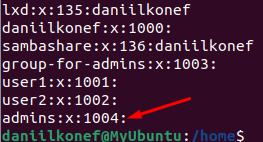 lxd:x:135:daniilkonef
daniilkonef:x:1000:
sambashare:x:136:daniilkonef
group-for-admins:x:1003:
user1:x:1001:
user2:x:1002:
admins:x:1004:
daniilkonef@MyUbuntu:/home$